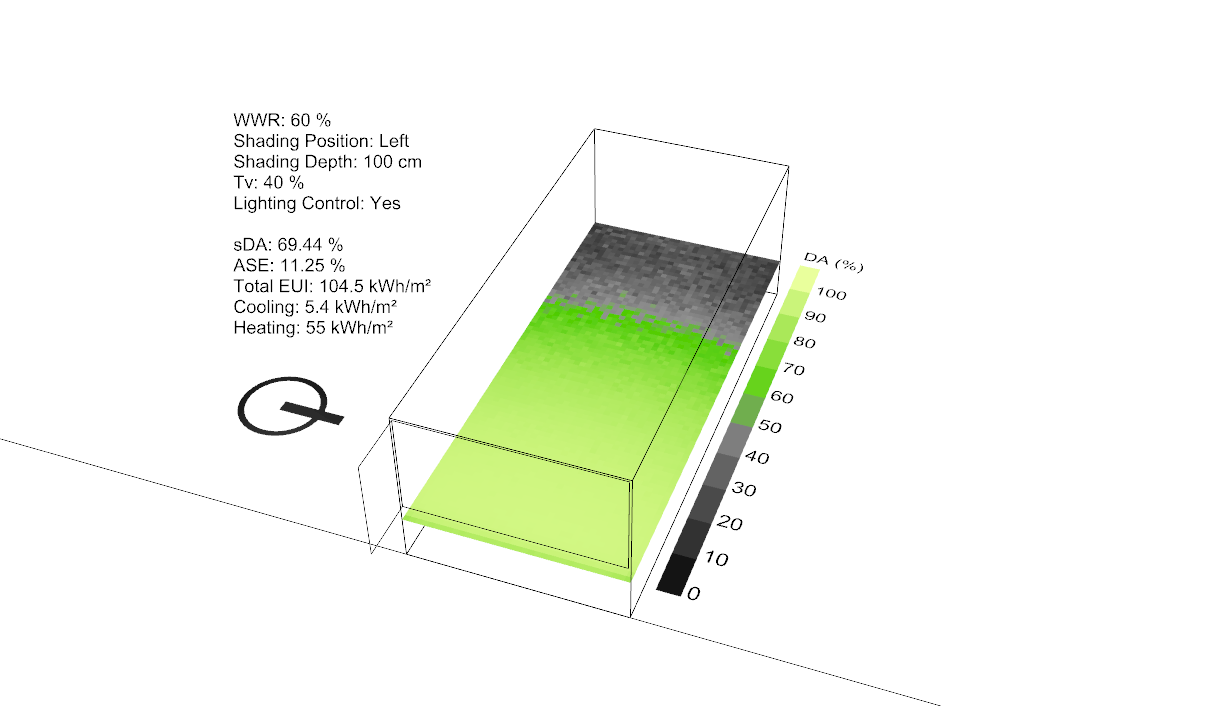 WWR: 60 %
Shading Position: Left
Shading Depth: 100 cm
Tv: 40 %
Lighting Control: Yes
sDA: 69.44 %
ASE: 11.25 %
Total EUI: 104.5 kWh/m²
Cooling: 5.4 kWh/m²
Heating: 55 kWh/m²
DA (%)
100
90
80
70
60
50
40
30
20
10
0